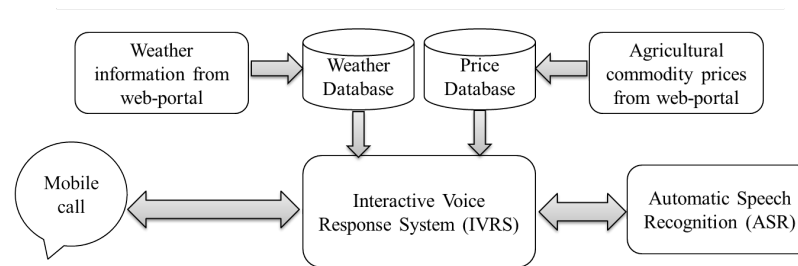 Weather
information from
web-portal
Weather
Database
Price
Database
Agricultural
commodity prices
from web-portal
Mobile
call
Interactive Voice
Response System (IVRS)
Automatic Speech
Recognition (ASR)